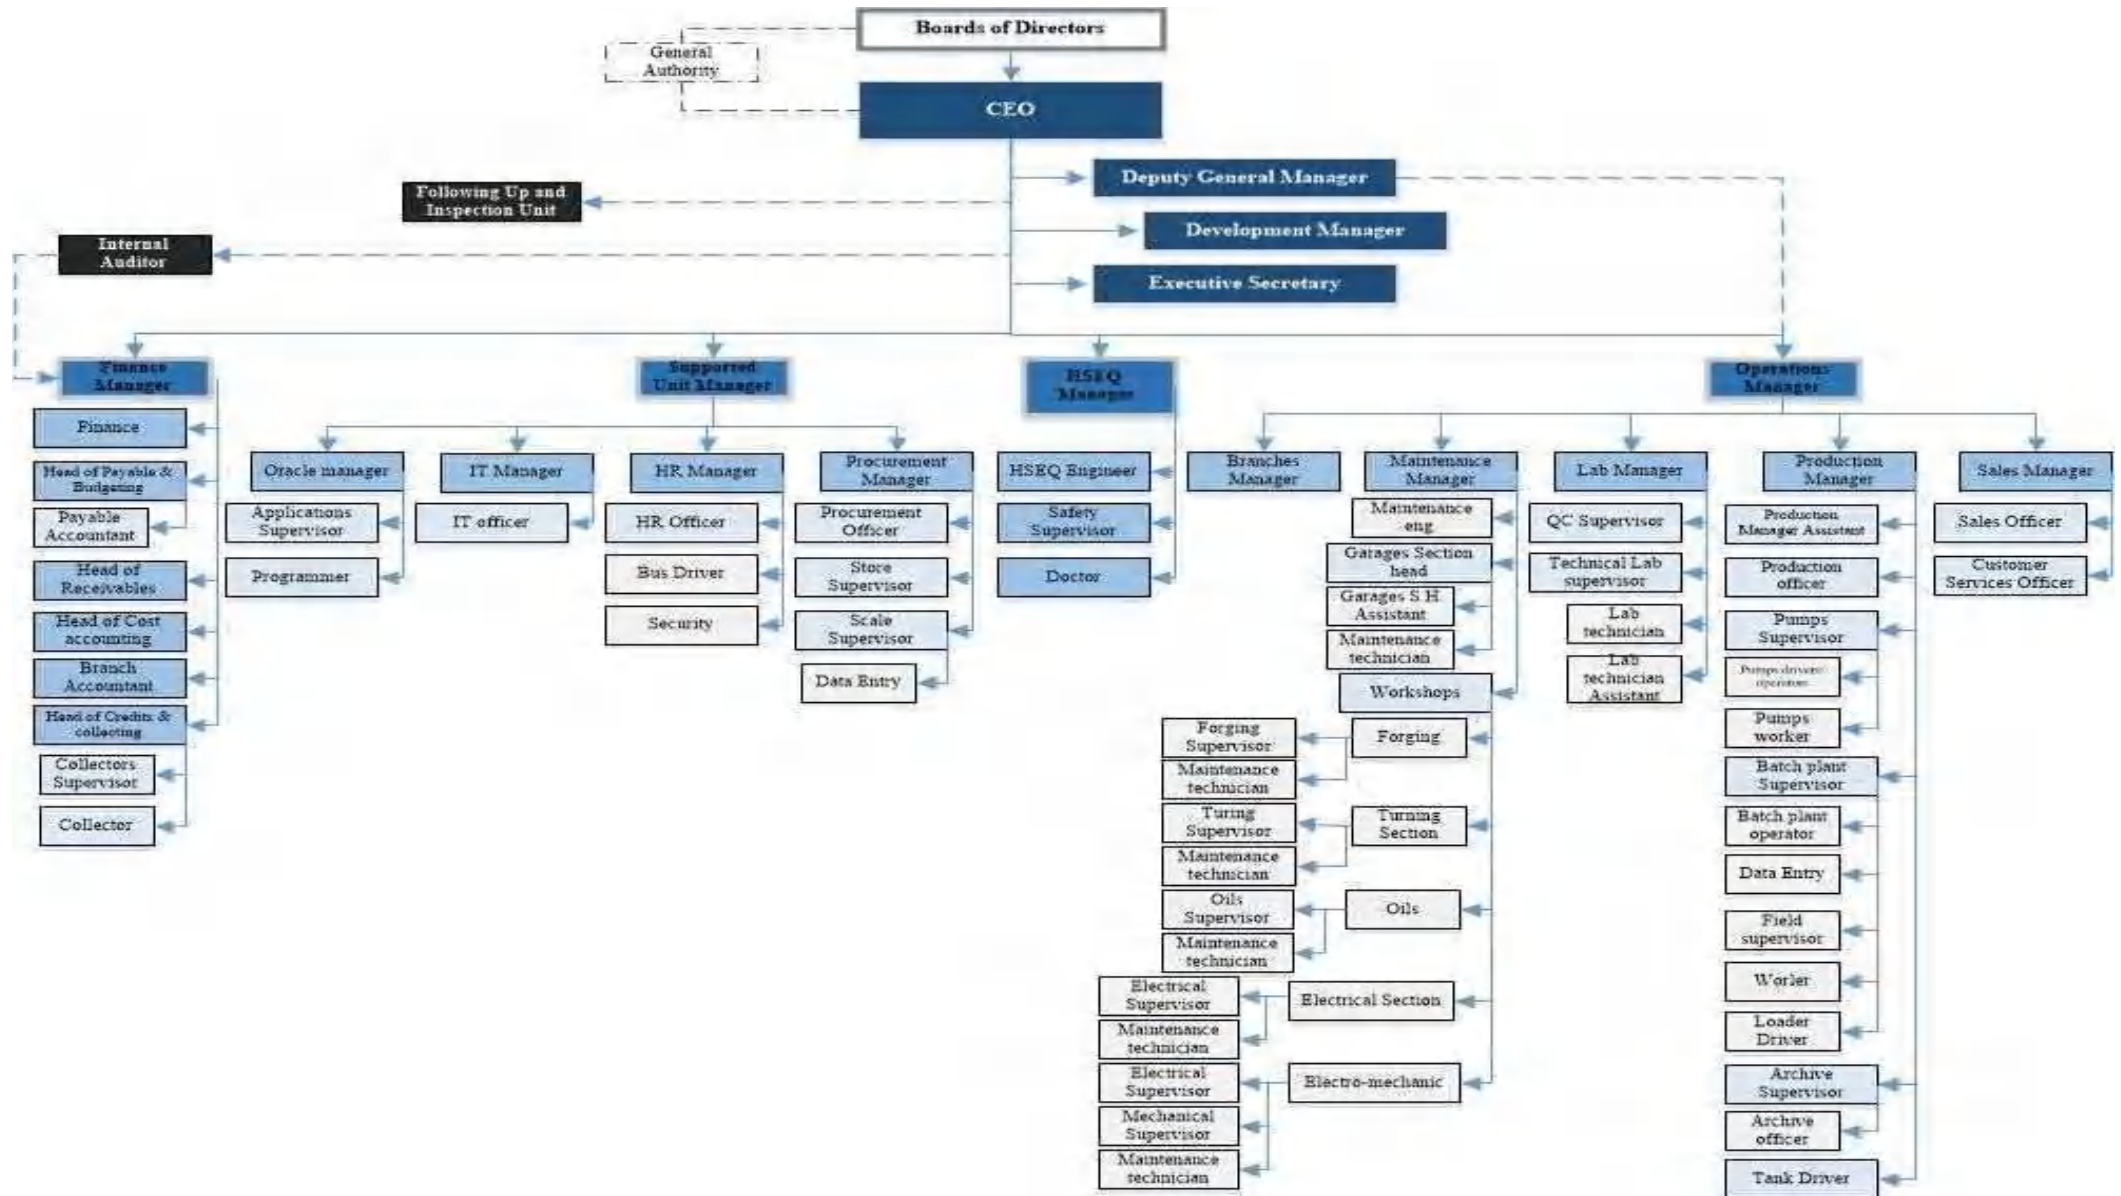 Boards of Directors
General
Authority
CEO
Deputy General Manager
Following Up and
Inspection Unit
Development Manager
Internal
Auditor
Executive Secretary
Finance
Manager
Supported
Unit Manager
HSEQ
Manager
Operations
Manager
Finance
Head of Payable &
Budgeting
Payable
Accountant
Head of
Receivables
Head of Cost
accounting
Branch
Accountant
Head of Credits &
collecting
Collectors
Supervisor
Collector
Oracle manager
Applications
Supervisor
Programmer
IT Manager
IT officer
HR Manager
HR Officer
Bus Driver
Security
Procurement
Manager
Procurement
Officer
Store
Supervisor
Scale
Supervisor
Data Entry
HSEQ Engineer
Safety
Supervisor
Doctor
Branches
Manager
Maintenance
Manager
Maintenance
eng
Garages Section
head
Garages S.H
Assistant
Maintenance
technician
Workshops
Forging
Forging
Supervisor
Maintenance
technician
Turning
Section
Turing
Supervisor
Maintenance
technician
Oils
Oils
Supervisor
Maintenance
technician
Electrical Section
Electrical
Supervisor
Maintenance
technician
Electro-mechanic
Electrical
Supervisor
Mechanical
Supervisor
Maintenance
technician
Lab Manager
QC Supervisor
Technical Lab
supervisor
Lab
technician
Lab
technician
Assistant
Production
Manager
Production
Manager Assistant
Production
officer
Pumps
Supervisor
Pumps drivers
operators
Pumps
worker
Batch plant
Supervisor
Batch plant
operator
Data Entry
Field
supervisor
Worler
Loader
Driver
Archive
Supervisor
Archive
officer
Tank Driver
Sales Manager
Sales Officer
Customer
Services Officer